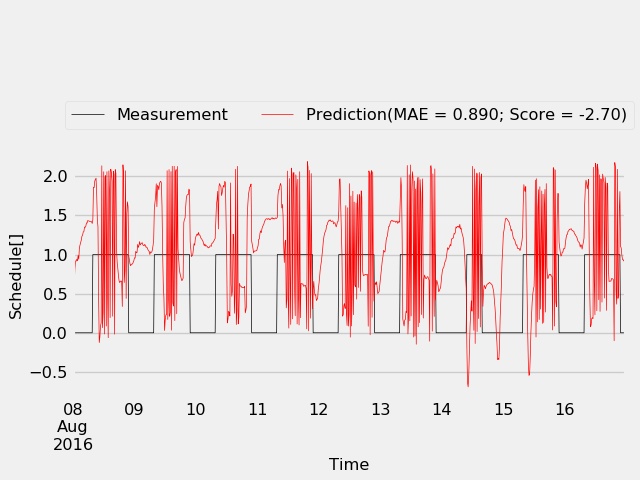 Measurement
Prediction(MAE = 0.890; Score = -2.70)
2.0
1.5
1.0
0.5
0.0
−0.5
Schedule[]
08 09 10 11 12 13 14 15 16
Aug
2016
Time